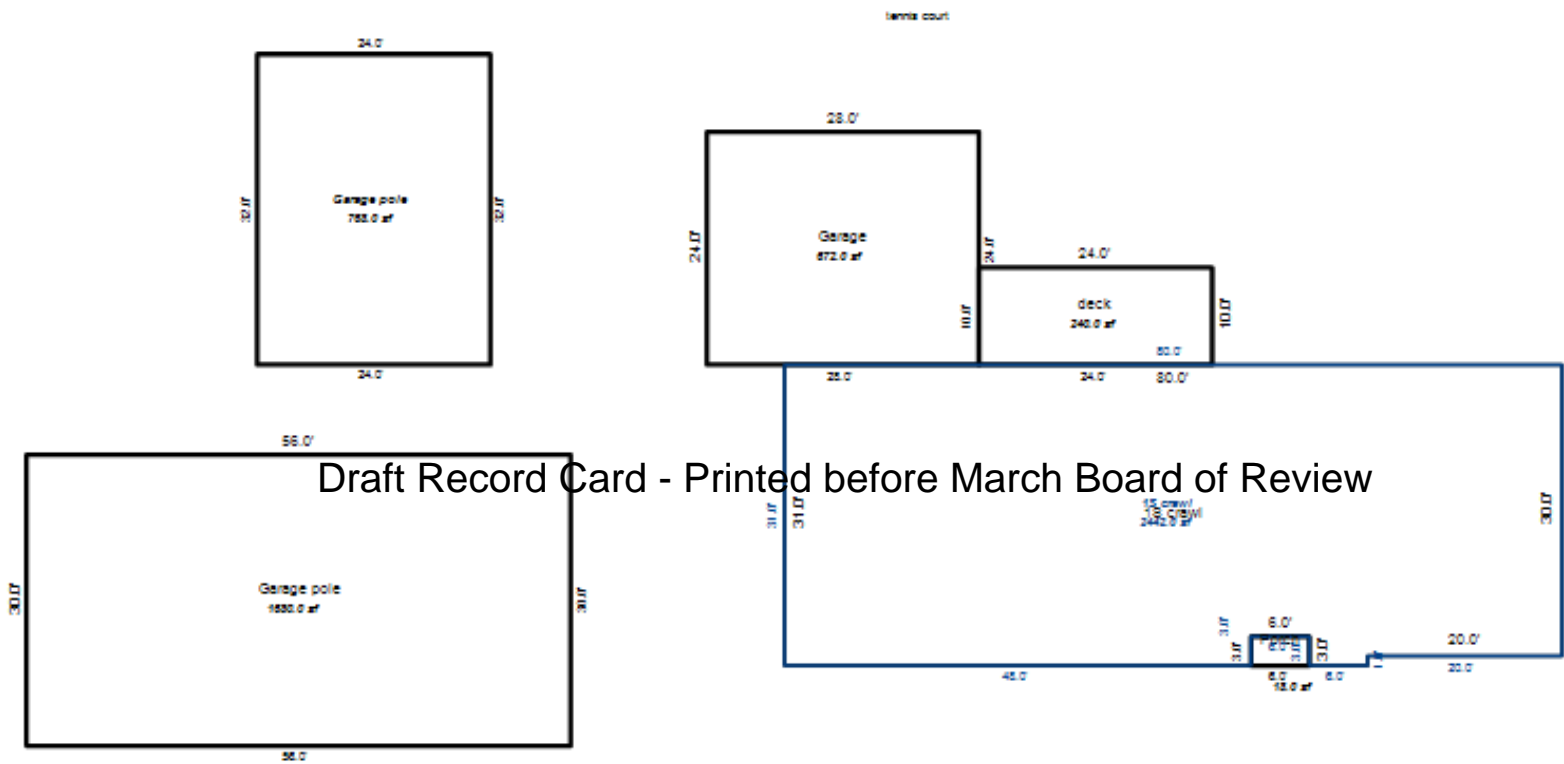 tennis court
24.0'
28.0'
32.0'
Garage pole
768.0 sf
32.0'
24.0'
Garage
672.0 sf
24.0'
24.0'
10.0'
deck
240.0 sf
10.0'
24.0'
28.0'
24.0'
80.0'
80.0'
56.0'
Draft Record Card - Printed before March Board of Review
31.0'
31.0'
1S crawl
2442.0 sf
1S crawl
30.0'
30.0'
Garage pole
1680.0 sf
30.0'
56.0'
3.0'
6.0'
3.0'
6.0'
3.0'
3.0'
20.0'
48.0'
6.0'
6.0'
20.0'
18.0 sf